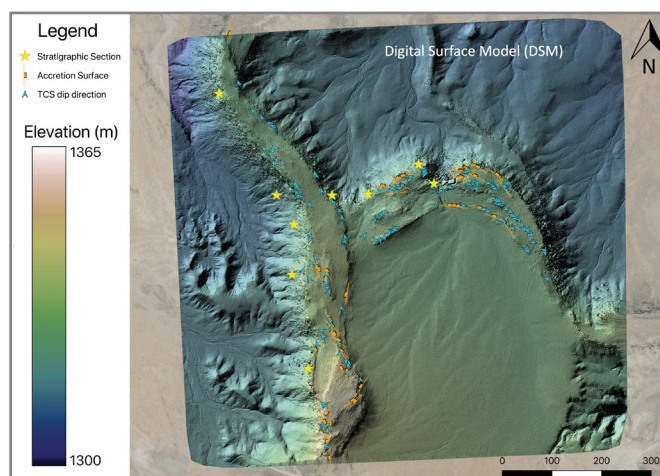 Legend
Stratigraphic Section
Accretion Surface
TCS dip direction
Elevation (m)
1365
1300
Digital Surface Model (DSM)
N
0 100 200 300